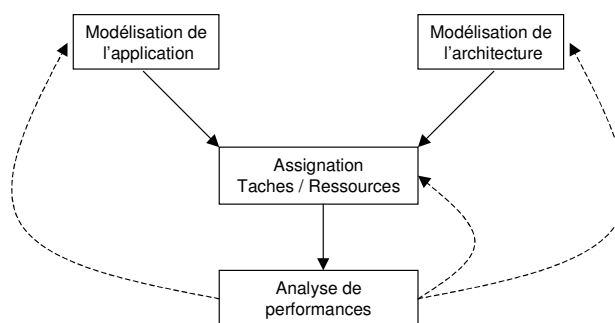 Modélisation de
l'application
Modélisation de
l'architecture
Assignation
Taches / Ressources
Analyse de
performances